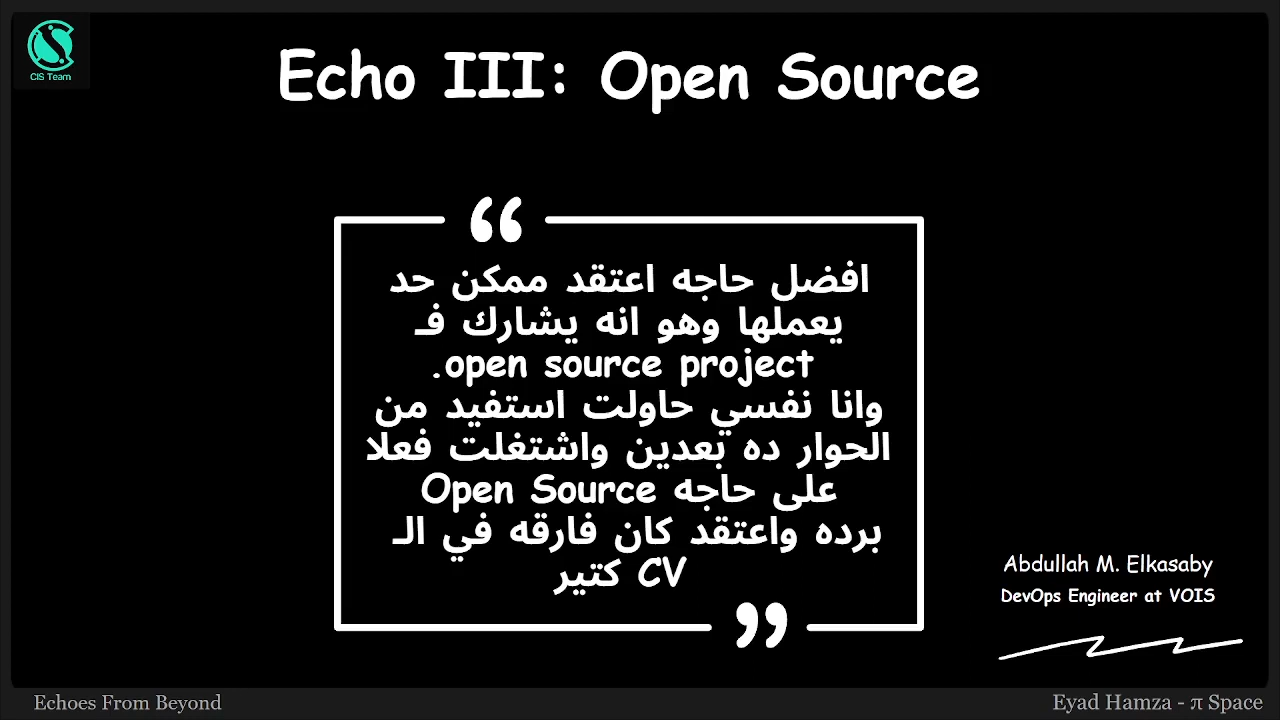 CIS Team
Echo III: Open Source
“
افضل حاجه اعتقد ممكن حد
يعملها وهو انه يشارك فـ
open source project.
وانا نفسي حاولت استفيد من
الحوار ده بعدين واشتغلت فعلا
على حاجه Open Source
برده واعتقد كان فارقه في الـ
CV كتير
”
Abdullah M. Elkasaby
DevOps Engineer at VOIS
Echoes From Beyond
Eyad Hamza - π Space